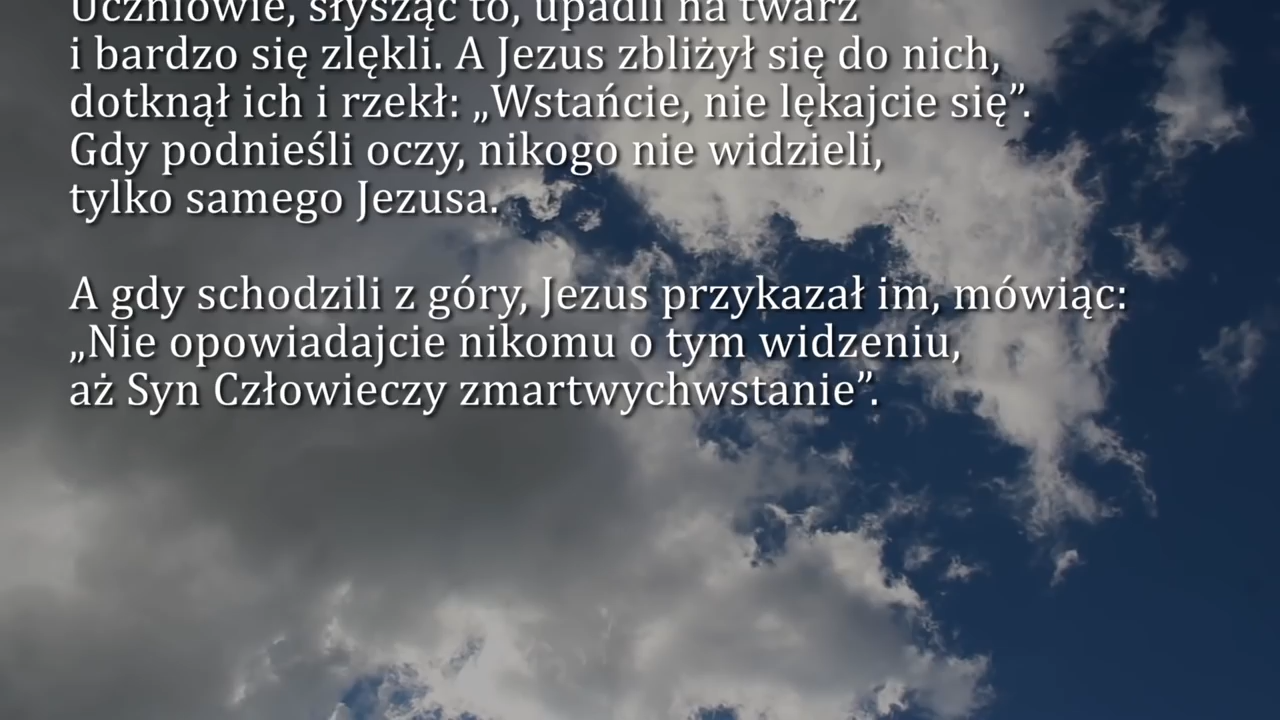 Uczniowie, słysząc to, upadli na twarz
i bardzo się zlękli. A Jezus zbliżył się do nich,
dotknął ich i rzekł: „Wstańcie, nie lękajcie się”.
Gdy podnieśli oczy, nikogo nie widzieli,
tylko samego Jezusa.
A gdy schodzili z góry, Jezus przykazał im, mówiąc:
„Nie opowiadajcie nikomu o tym widzeniu,
aż Syn Człowieczy zmartwychwstanie”.